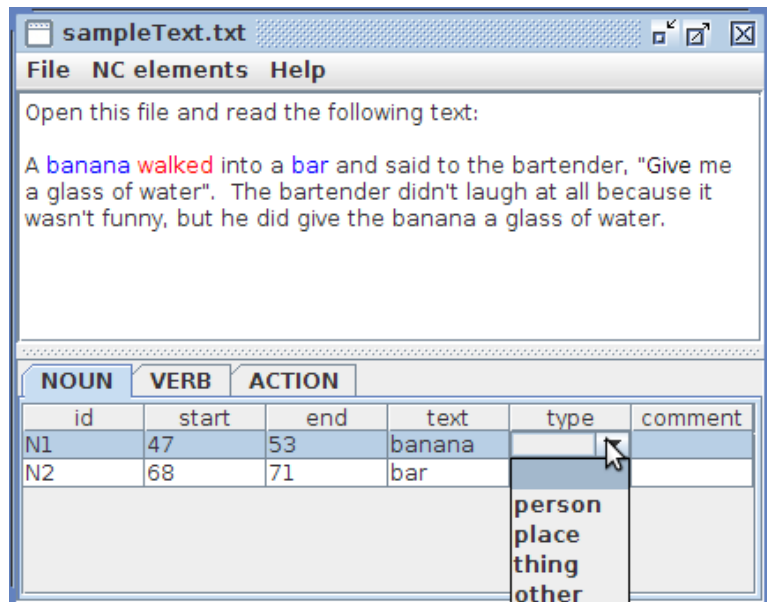 sampleText.txt
File NC elements Help
Open this file and read the following text:
A banana walked into a bar and said to the bartender, "Give me
a glass of water".  The bartender didn't laugh at all because it
wasn't funny, but he did give the banana a glass of water.
NOUN VERB ACTION
id start end text type comment
N1 47 53 banana
N2 68 71 bar
person
place
thing
other